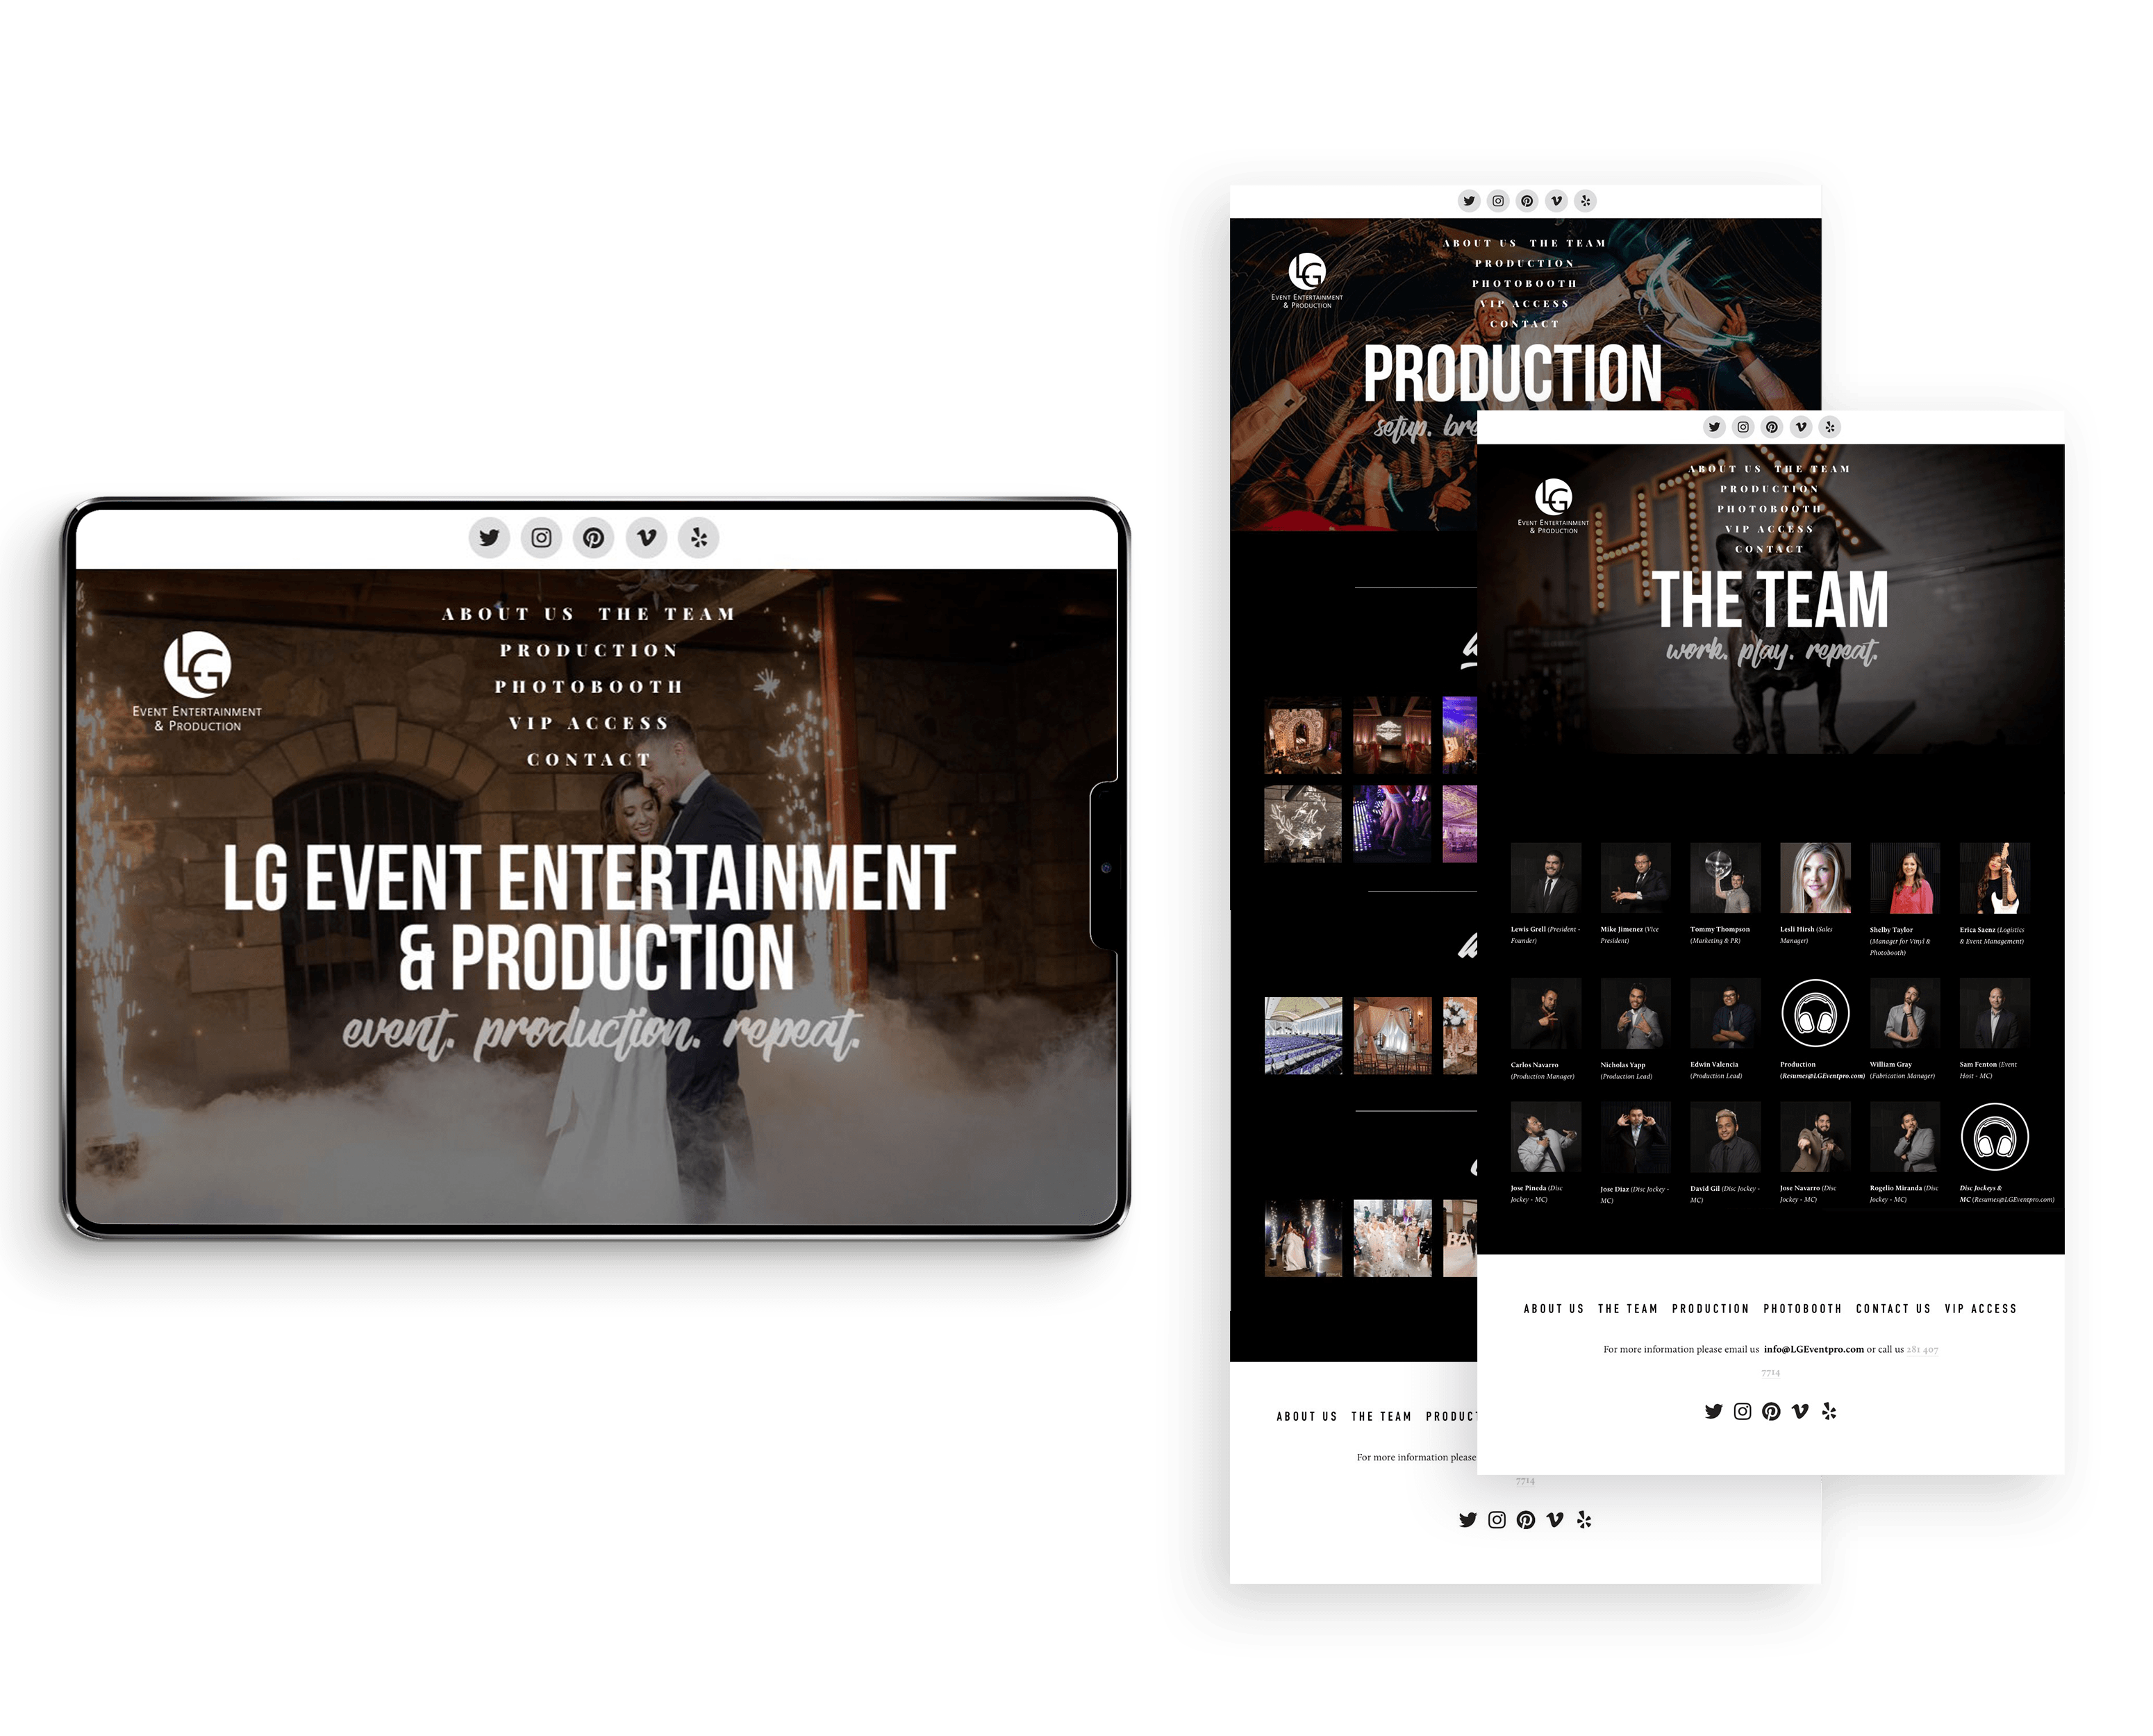 ABOUT US THE TEAM
PRODUCTION
PHOTOBOOTH
VIP ACCESS
CONTACT
LG
EVENT ENTERTAINMENT
& PRODUCTION
LG EVENT ENTERTAINMENT
& PRODUCTION
event. production. repeat.
ABOUT US THE TEAM
PRODUCTION
PHOTOBOOTH
VIP ACCESS
CONTACT
LG
EVENT ENTERTAINMENT
& PRODUCTION
PRODUCTION
setup. bre
ABOUT US THE TEAM PRODUCT
For more information please
7714
ABOUT US THE TEAM
PRODUCTION
PHOTOBOOTH
VIP ACCESS
CONTACT
LG
EVENT ENTERTAINMENT
& PRODUCTION
HTX
THE TEAM
work. play. repeat.
Lewis Grell (President -
Founder)
Mike Jimenez (Vice
President)
Tommy Thompson
(Marketing & PR)
Lesli Hirsh (Sales
Manager)
Shelby Taylor
(Manager for Vinyl &
Photobooth)
Erica Saenz (Logistics
& Event Management)
Carlos Navarro
(Production Manager)
Nicholas Yapp
(Production Lead)
Edwin Valencia
(Production Lead)
Production
(Resumes@LGEventpro.com)
William Gray
(Fabrication Manager)
Sam Fenton (Event
Host - MC)
Jose Pineda (Disc
Jockey - MC)
Jose Diaz (Disc Jockey -
MC)
David Gil (Disc Jockey -
MC)
Jose Navarro (Disc
Jockey - MC)
Rogelio Miranda (Disc
Jockey - MC)
Disc Jockeys &
MC (Resumes@LGEventpro.com)
ABOUT US THE TEAM PRODUCTION PHOTOBOOTH CONTACT US VIP ACCESS
For more information please email us info@LGEventpro.com or call us 281 407
7714